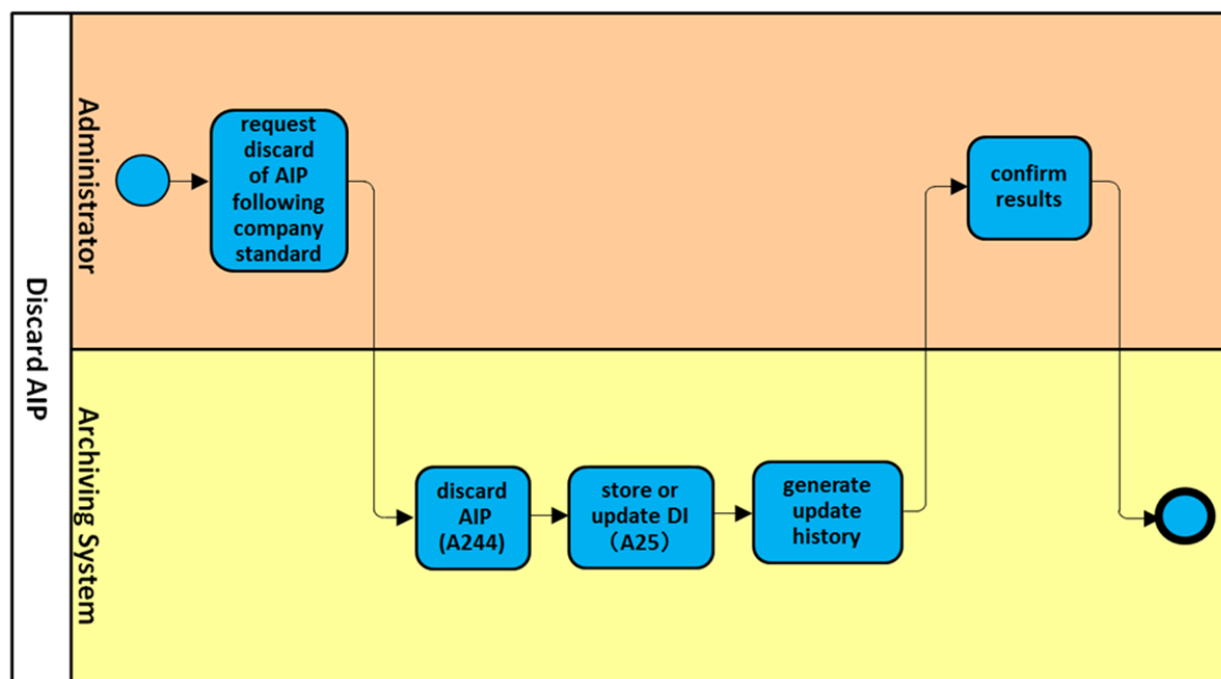 Discard AIP
Administrator
request
discard
of AIP
following
company
standard
confirm
results
Archiving System
discard
AIP
(A244)
store or
update DI
（A25）
generate
update
history